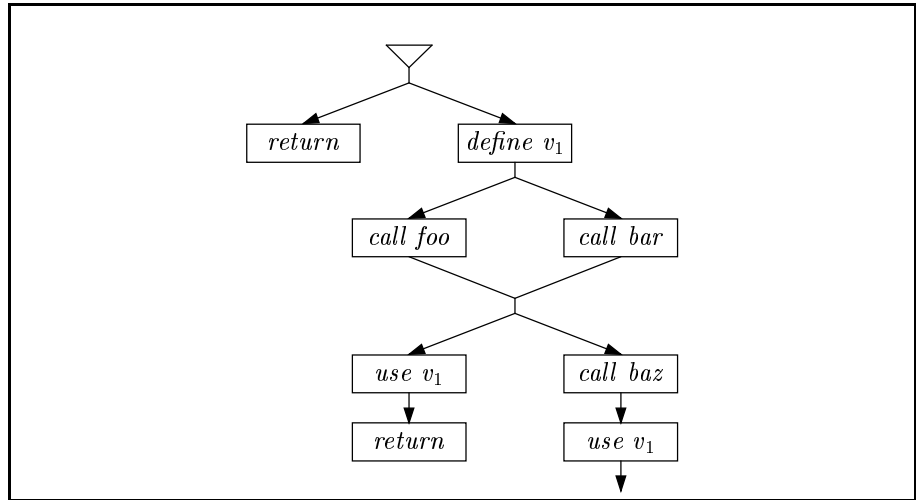 return
define v₁
call foo
call bar
use v₁
call baz
return
use v₁